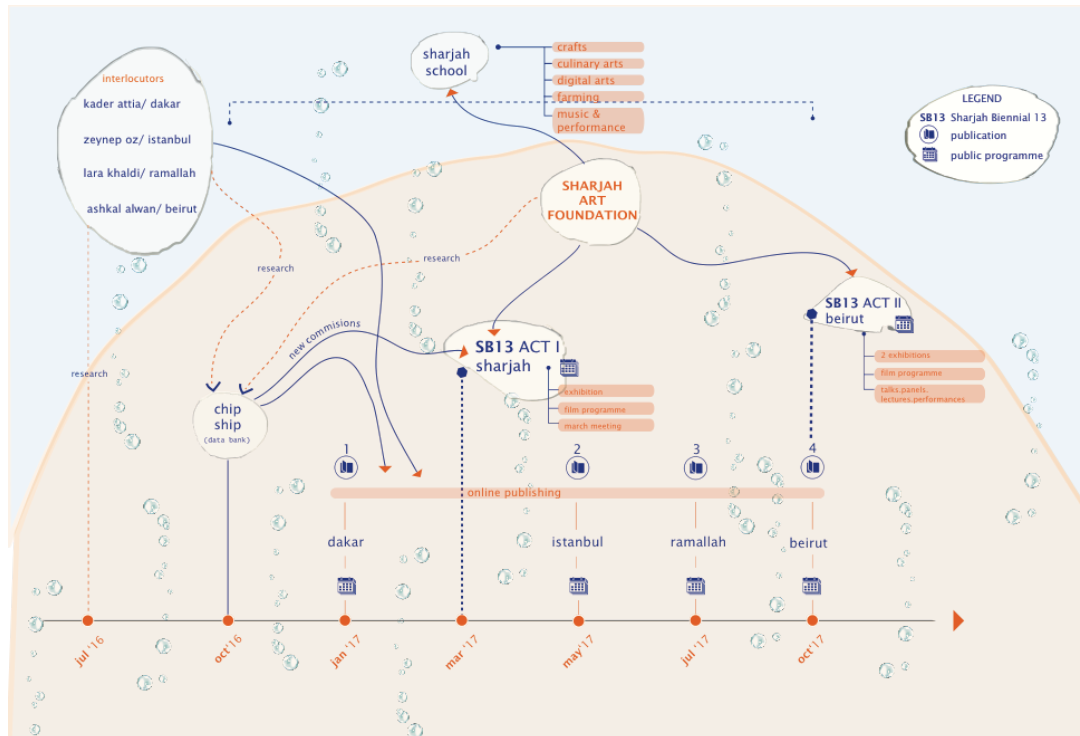 interlocutors
kader attia/ dakar
zeynep oz/ istanbul
lara khaldi/ ramallah
ashkal alwan/ beirut
sharjah
school
crafts
culinary arts
digital arts
farming
music &
performance
LEGEND
SB13 Sharjah Biennial 13
publication
public programme
SHARJAH
ART
FOUNDATION
research
research
research
new commisions
SB13 ACT I
sharjah
exhibition
film programme
march meeting
SB13 ACT II
beirut
2 exhibitions
film programme
talks.panels.
lectures.performances
chip
ship
(data bank)
1
2
3
4
online publishing
dakar
istanbul
ramallah
beirut
jul '16
oct'16
jan '17
mar '17
may'17
jul '17
oct'17